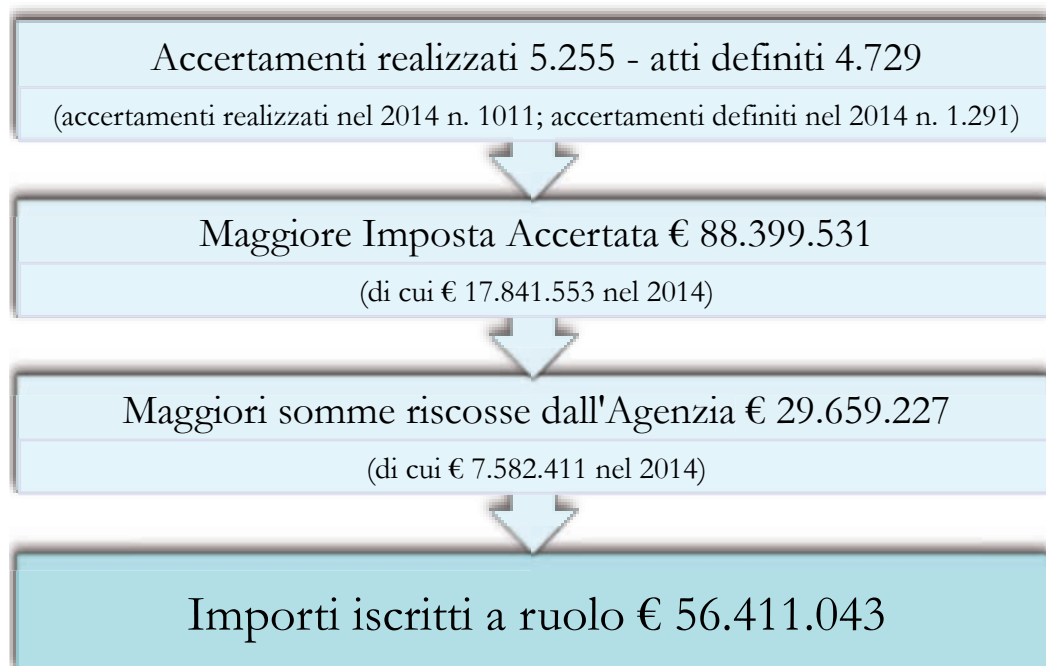 Accertamenti realizzati 5.255 - atti definiti 4.729
(accertamenti realizzati nel 2014 n. 1011; accertamenti definiti nel 2014 n. 1.291)
Maggiore Imposta Accertata € 88.399.531
(di cui € 17.841.553 nel 2014)
Maggiori somme riscosse dall'Agenzia € 29.659.227
(di cui € 7.582.411 nel 2014)
Importi iscritti a ruolo € 56.411.043